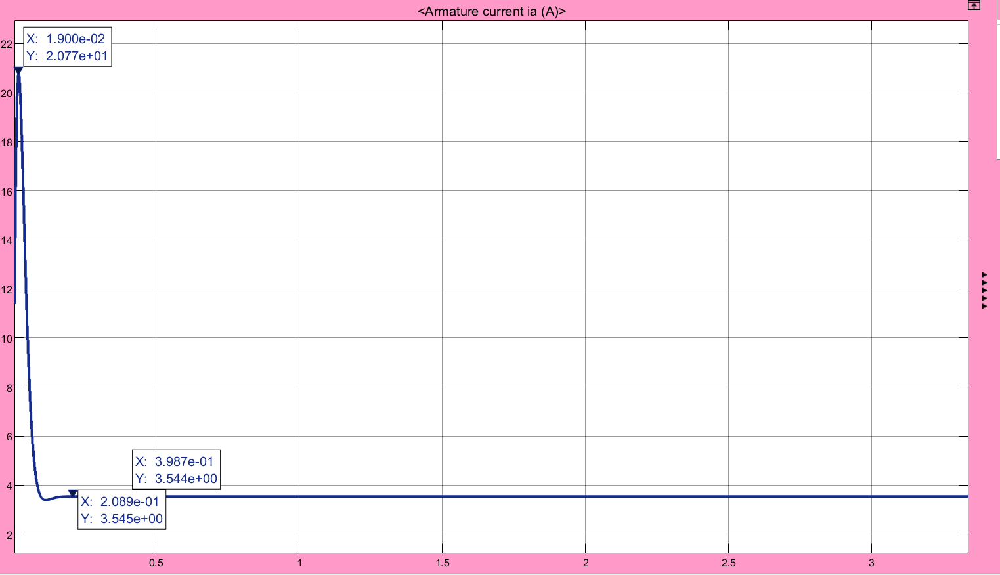 <Armature current ia (A)>
X: 1.900e-02
Y: 2.077e+01
22
20
18
16
14
12
10
8
6
4
2
X: 3.987e-01
Y: 3.544e+00
X: 2.089e-01
Y: 3.545e+00
0.5
1
1.5
2
2.5
3